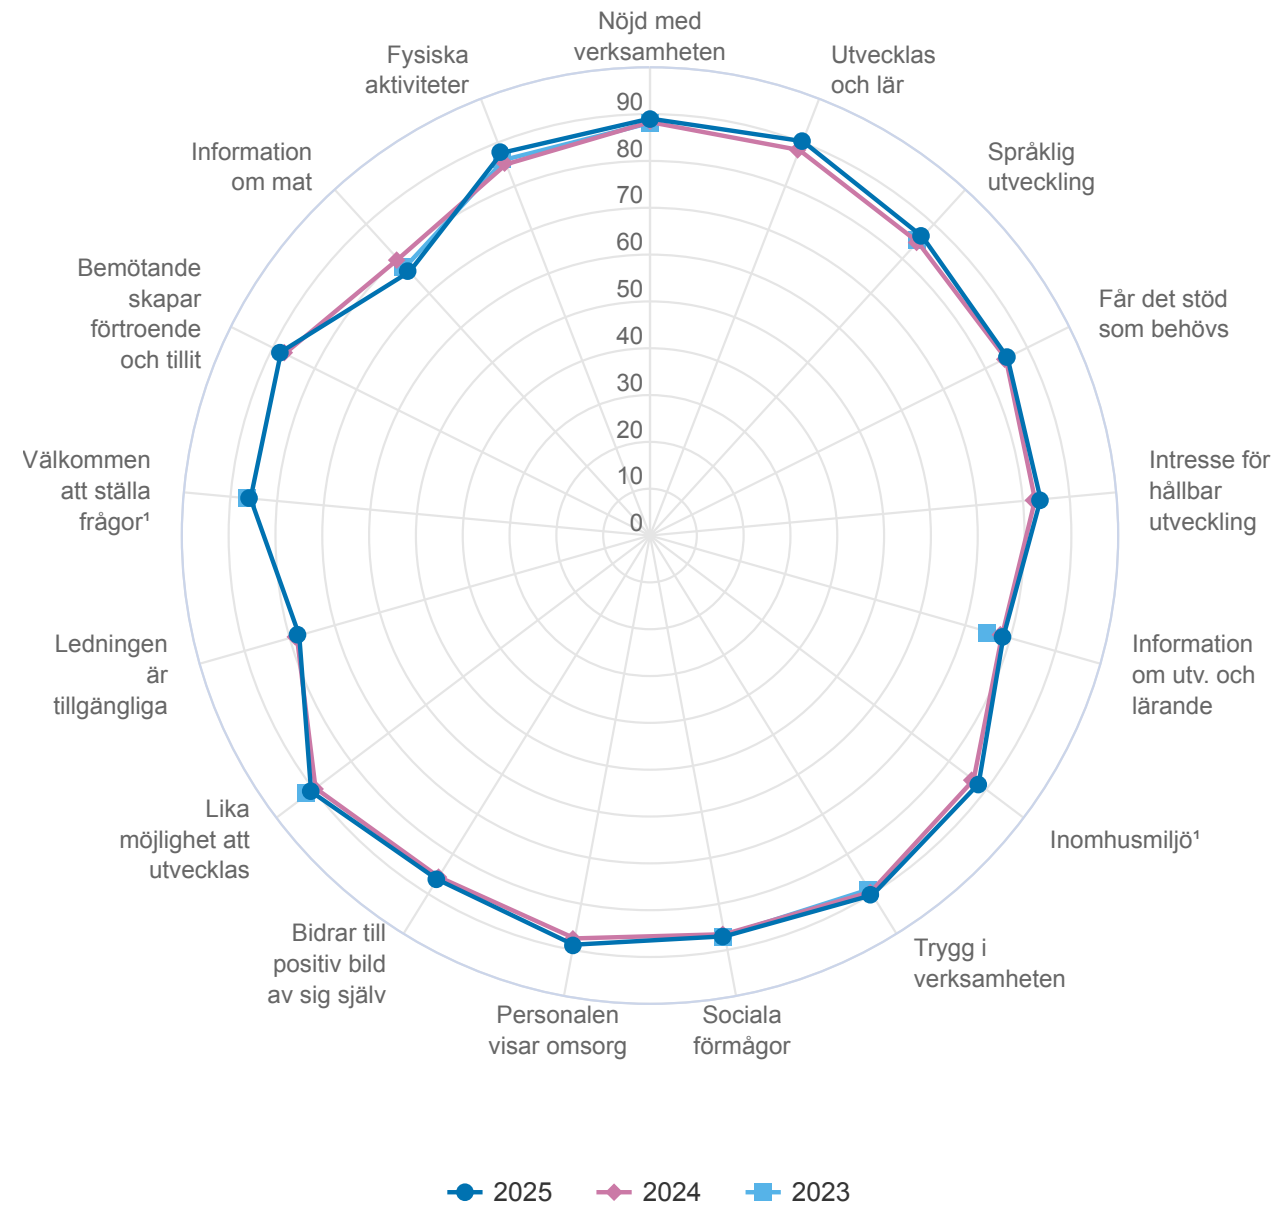 Nöjd med
verksamheten
Utvecklas
och lär
Språklig
utveckling
Får det stöd
som behövs
Intresse för
hållbar
utveckling
Information
om utv. och
lärande
Inomhusmiljö¹
Trygg i
verksamheten
Sociala
förmågor
Personalen
visar omsorg
Bidrar till
positiv bild
av sig själv
Lika
möjlighet att
utvecklas
Ledningen
är
tillgängliga
Välkommen
att ställa
frågor¹
Bemötande
skapar
förtroende
och tillit
Information
om mat
Fysiska
aktiviteter
90
80
70
60
50
40
30
20
10
0
2025 2024 2023